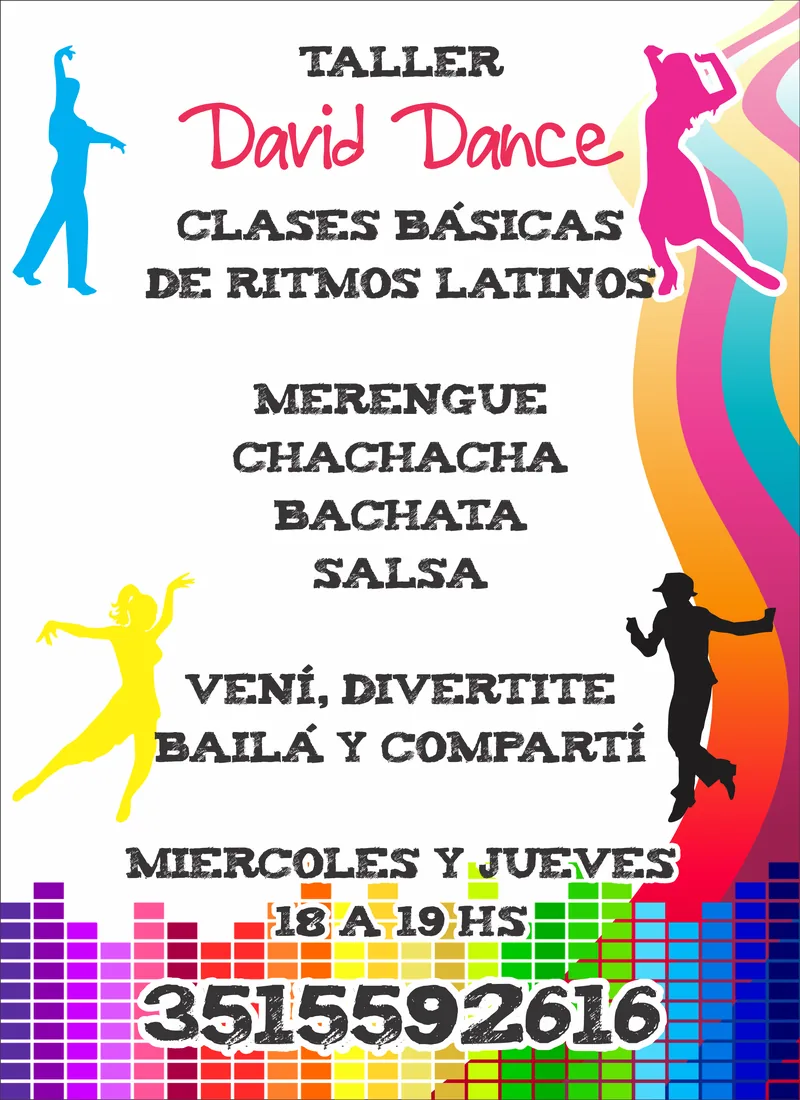 TALLER
David Dance
CLASES BÁSICAS
DE RITMOS LATINOS
MERENGUE
CHACHACHA
BACHATA
SALSA
VENÍ, DIVERTITE
BAILÁ Y COMPARTÍ
MIERCOLES Y JUEVES
18 A 19 HS
3515592616